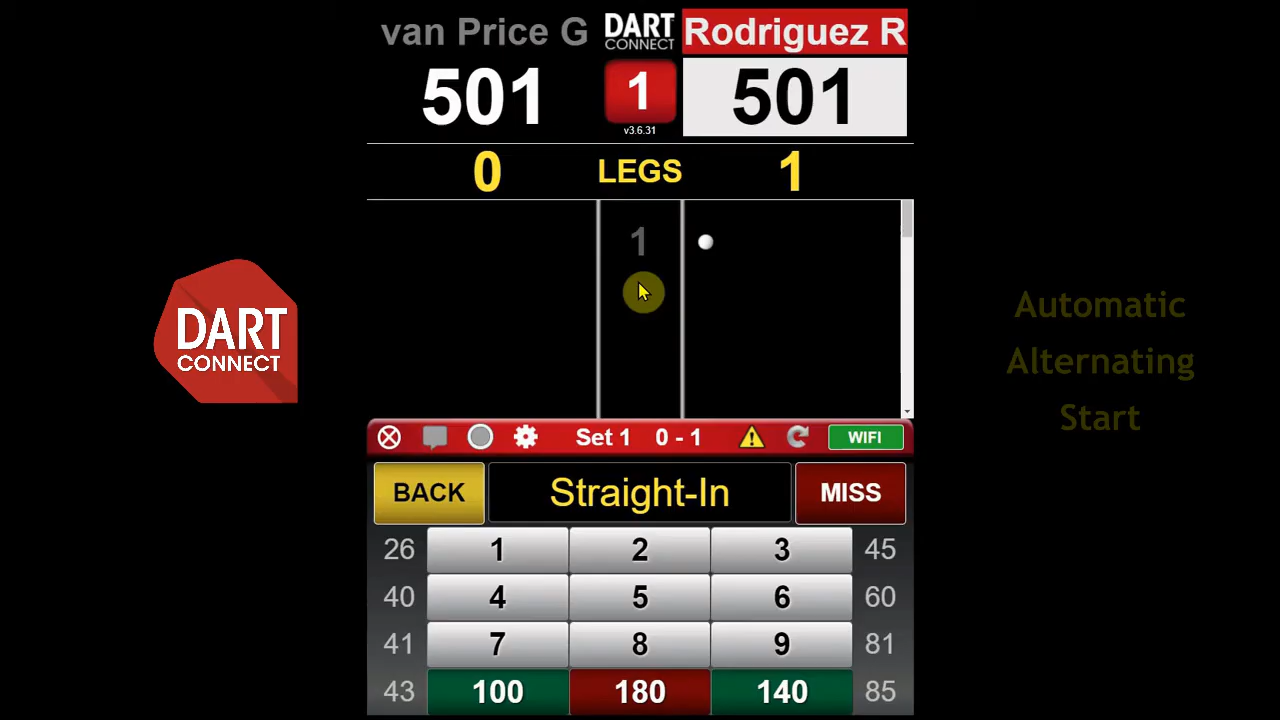 van Price G DART CONNECT Rodriguez R
501 1 501
v3.6.31
0 LEGS 1
1
DART
CONNECT
Automatic
Alternating
Start
Set 1 0 - 1 WIFI
BACK Straight-In MISS
26 1 2 3 45
40 4 5 6 60
41 7 8 9 81
43 100 180 140 85